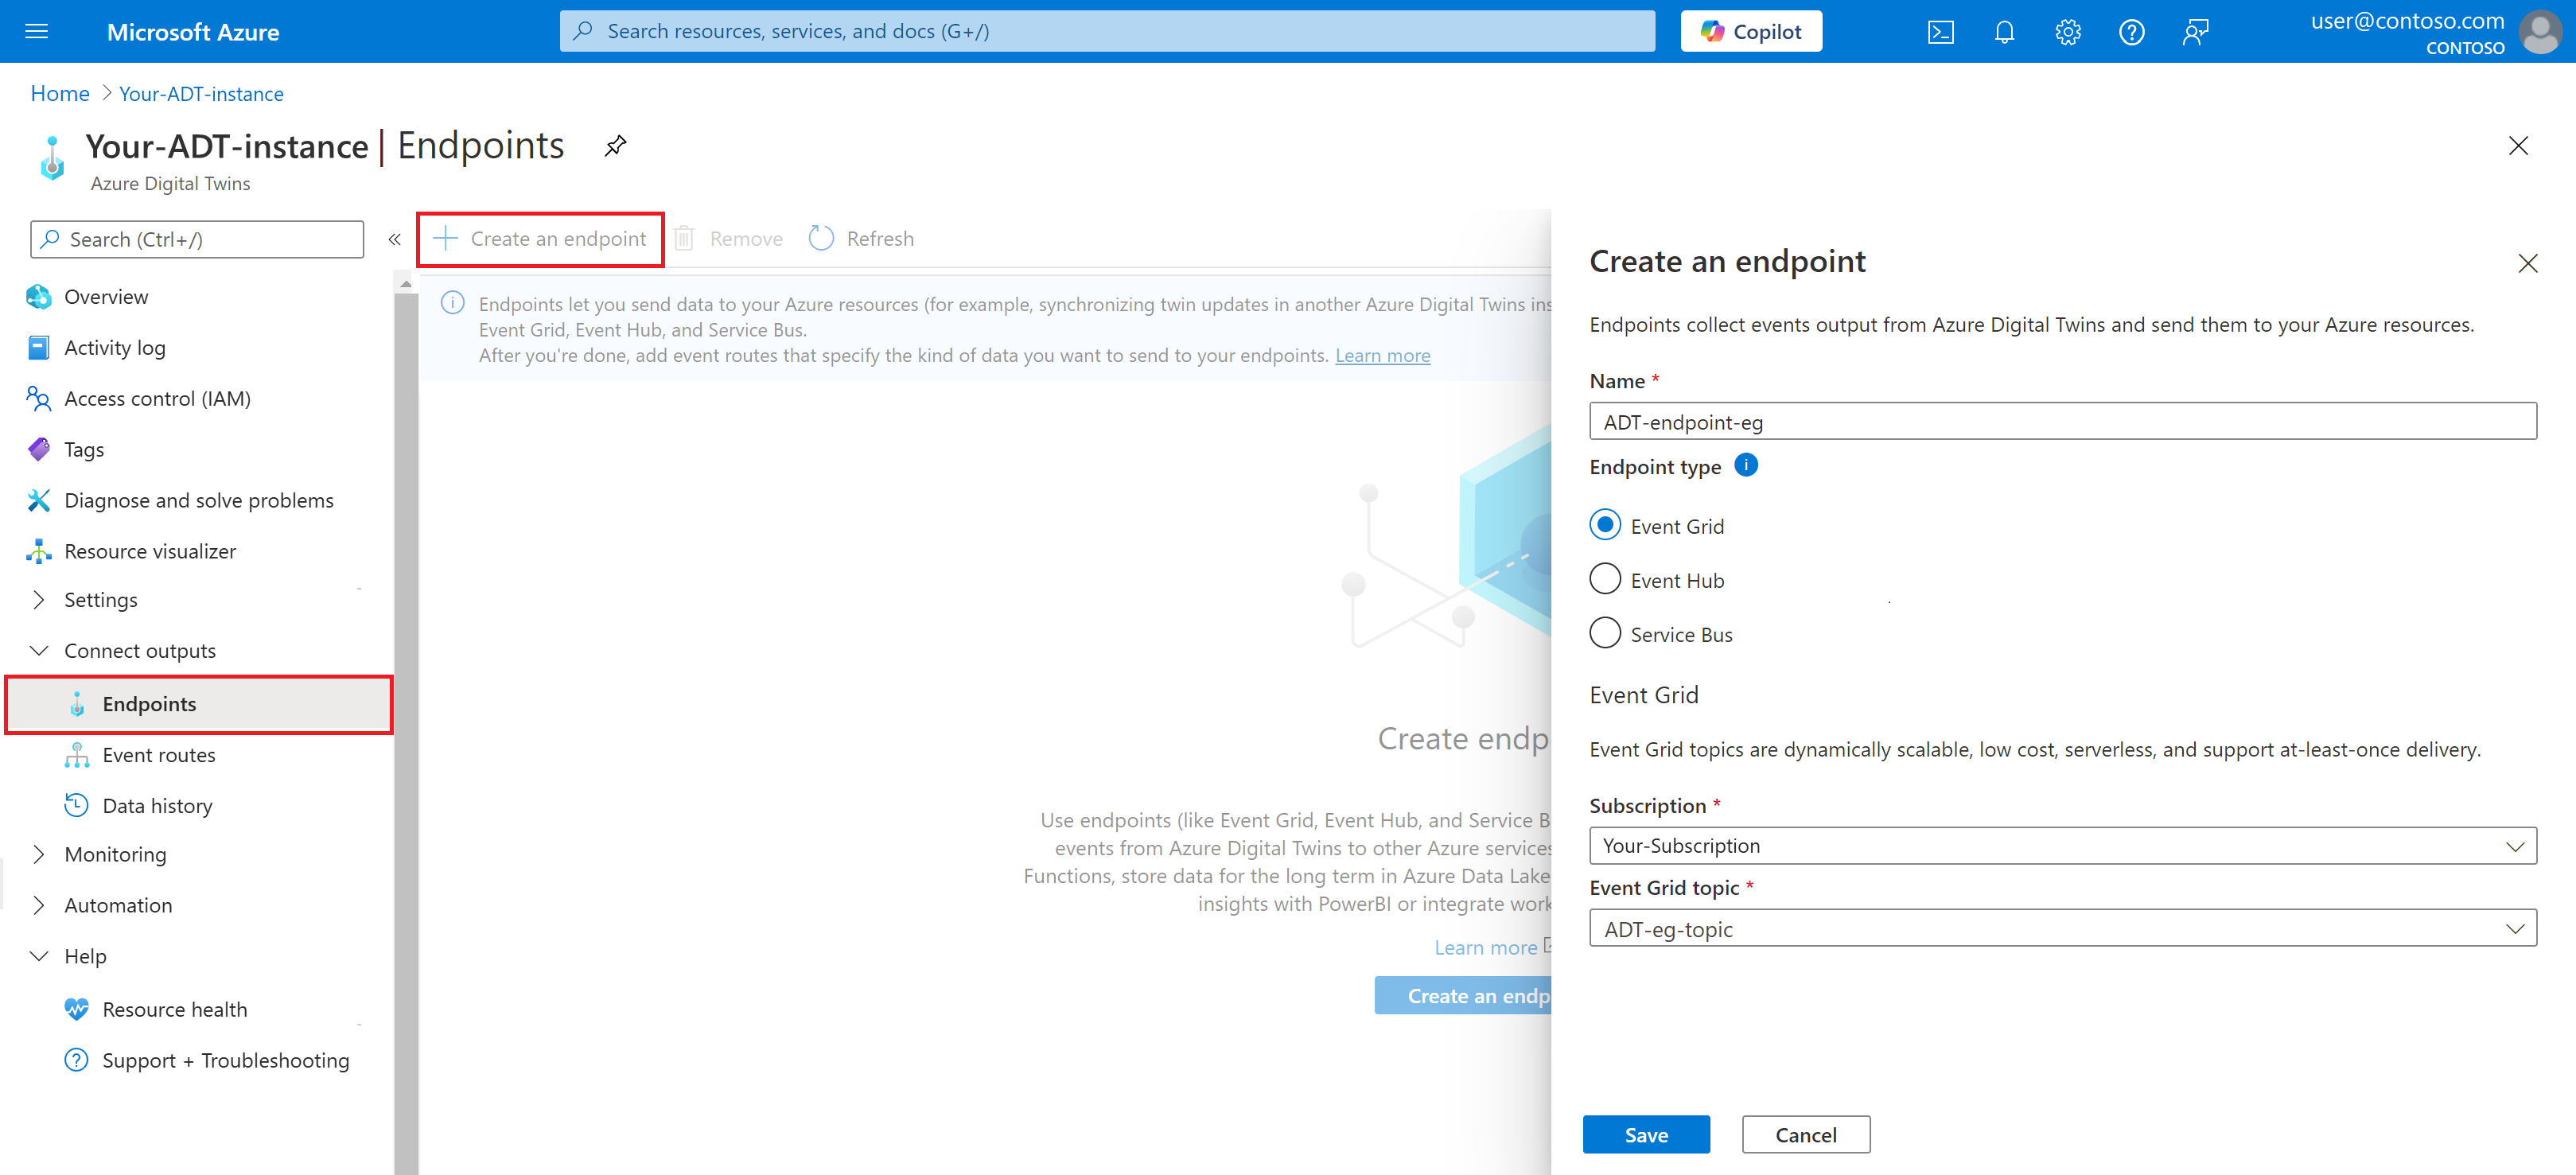 Microsoft Azure
Search resources, services, and docs (G+/)
Copilot
user@contoso.com
CONTOSO
Home > Your-ADT-instance
Your-ADT-instance | Endpoints
Azure Digital Twins
Search (Ctrl+/)
Overview
Activity log
Access control (IAM)
Tags
Diagnose and solve problems
Resource visualizer
Settings
Connect outputs
Endpoints
Event routes
Data history
Monitoring
Automation
Help
Resource health
Support + Troubleshooting
Create an endpoint
Remove
Refresh
Endpoints let you send data to your Azure resources (for example, synchronizing twin updates in another Azure Digital Twins ins
Event Grid, Event Hub, and Service Bus.
After you're done, add event routes that specify the kind of data you want to send to your endpoints. Learn more
Create endp
Use endpoints (like Event Grid, Event Hub, and Service B
events from Azure Digital Twins to other Azure services
Functions, store data for the long term in Azure Data Lake
insights with PowerBI or integrate work
Learn more
Create an endp
Create an endpoint
Endpoints collect events output from Azure Digital Twins and send them to your Azure resources.
Name *
ADT-endpoint-eg
Endpoint type
Event Grid
Event Hub
Service Bus
Event Grid
Event Grid topics are dynamically scalable, low cost, serverless, and support at-least-once delivery.
Subscription *
Your-Subscription
Event Grid topic *
ADT-eg-topic
Save
Cancel